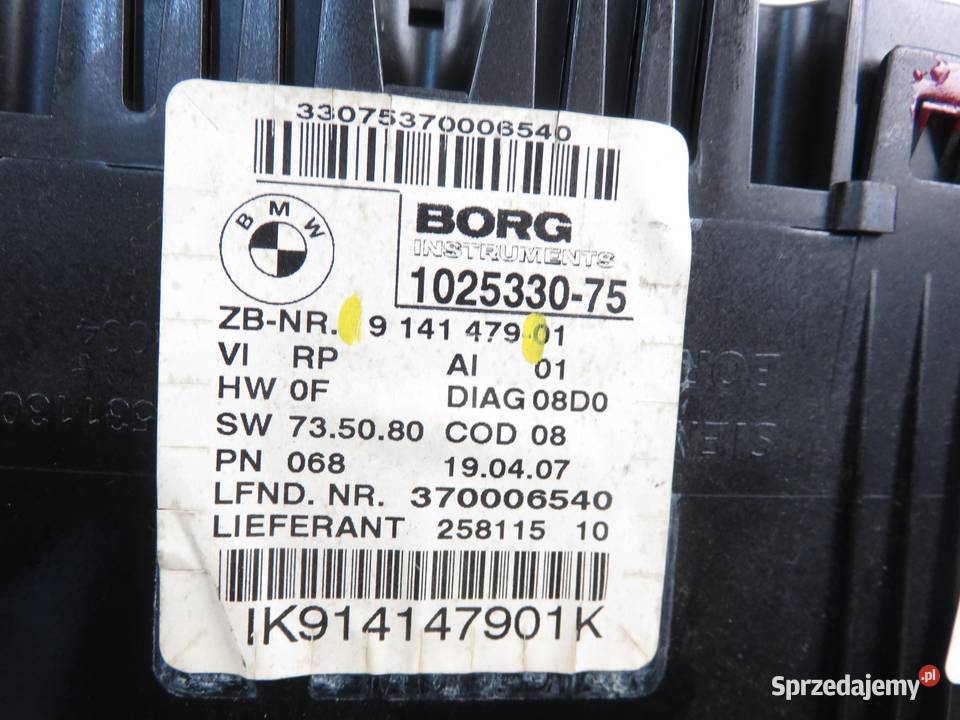 33075370006540
BMW
BORG
INSTRUMENTS
1025330-75
ZB-NR. 9 141 479-01
VI RP AI 01
HW 0F DIAG 08D0
SW 73.50.80 COD 08
PN 068 19.04.07
LFND. NR. 370006540
LIEFERANT 258115 10
IK914147901K
Sprzedajemy.pl